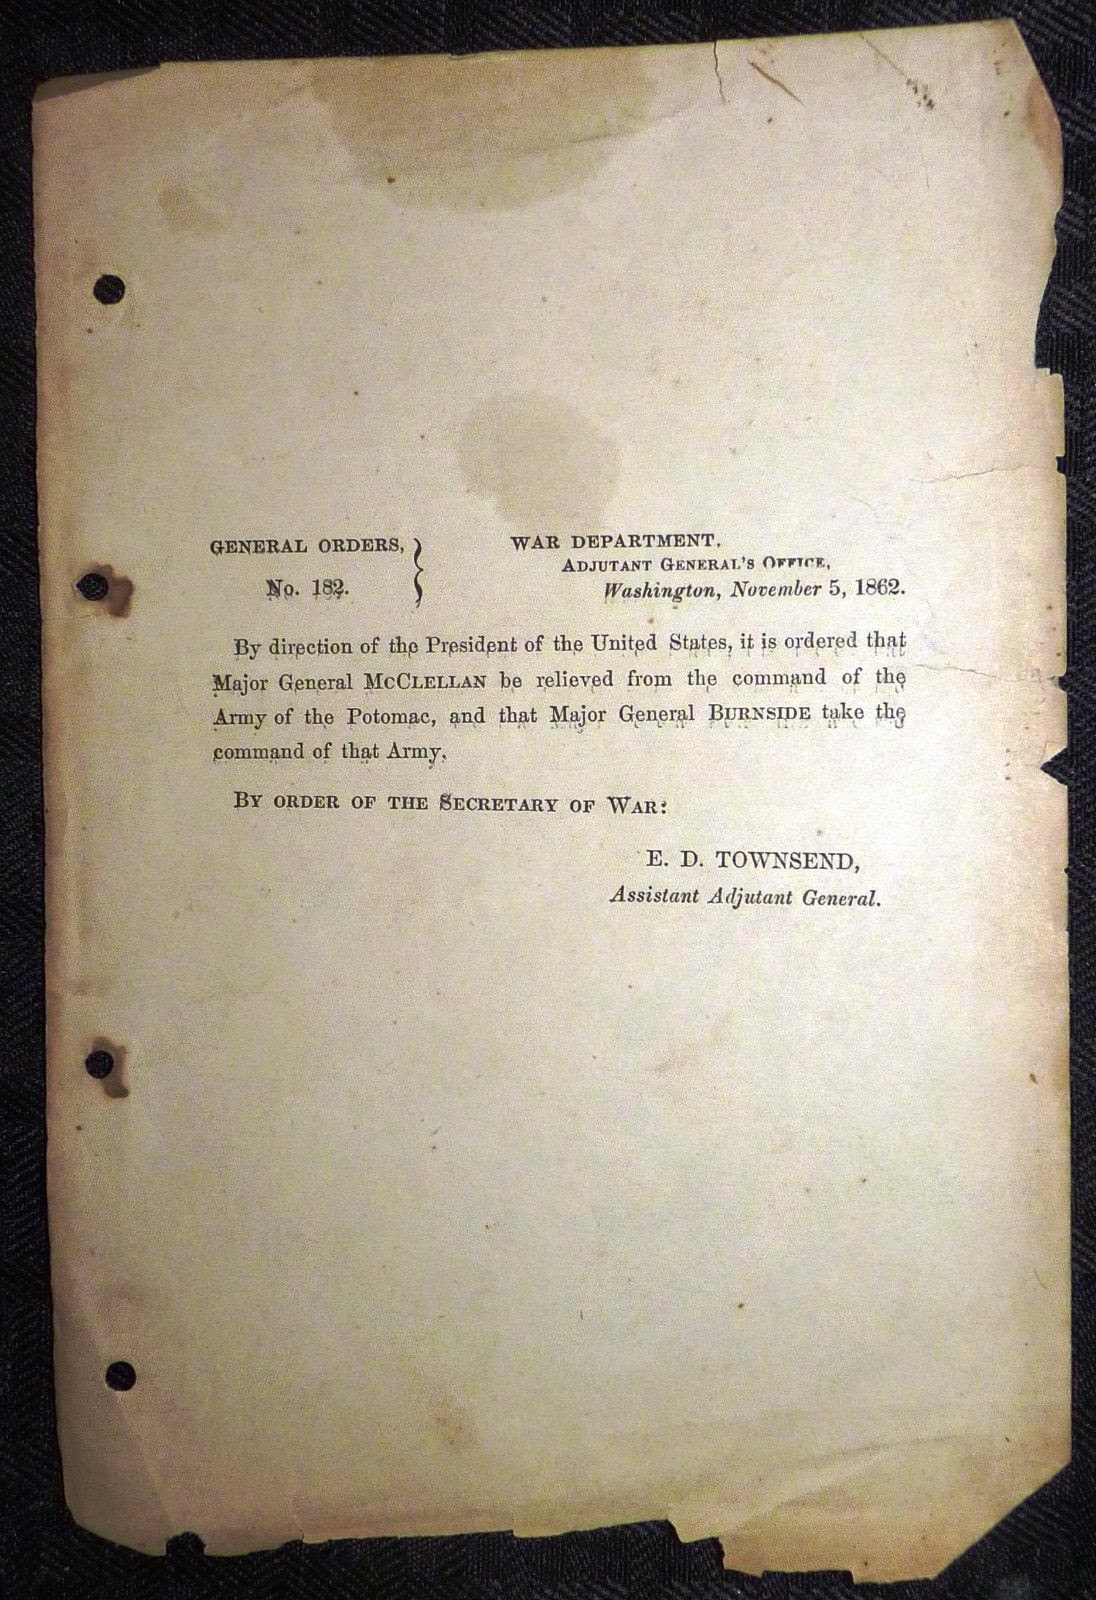 GENERAL ORDERS,
No. 182.
WAR DEPARTMENT,
ADJUTANT GENERAL'S OFFICE,
Washington, November 5, 1862.
By direction of the President of the United States, it is ordered that
Major General McCLELLAN be relieved from the command of the
Army of the Potomac, and that Major General BURNSIDE take the
command of that Army.
BY ORDER OF THE SECRETARY OF WAR:
E. D. TOWNSEND,
Assistant Adjutant General.